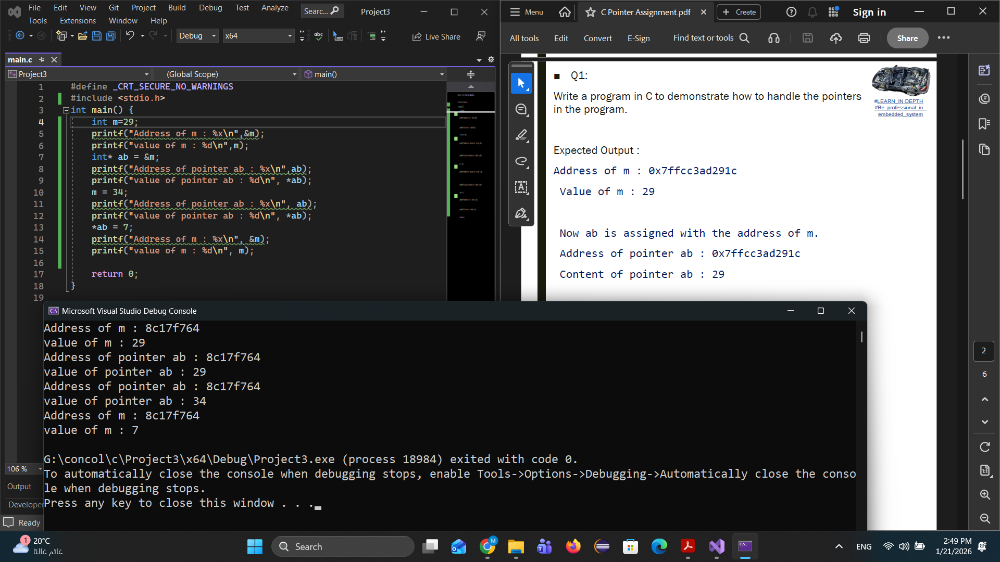 File Edit View Git Project Build Debug Test Analyze Searc... Project3
Tools Extensions Window Help
Debug x64 Live Share
main.c
Project3 (Global Scope) main()
1 #define _CRT_SECURE_NO_WARNINGS
2 #include <stdio.h>
3 int main() {
4 int m=29;
5 printf("Address of m : %x\n",&m);
6 printf("value of m : %d\n",m);
7 int* ab = &m;
8 printf("Address of pointer ab : %x\n",ab);
9 printf("value of pointer ab : %d\n", *ab);
10 m = 34;
11 printf("Address of pointer ab : %x\n", ab);
12 printf("value of pointer ab : %d\n", *ab);
13 *ab = 7;
14 printf("Address of m : %x\n", &m);
15 printf("value of m : %d\n", m);
16
17 return 0;
18 }
19
106 %
Output
Developer
Ready
Menu C Pointer Assignment.pdf Create Sign in
All tools Edit Convert E-Sign Find text or tools Share
Q1:
Write a program in C to demonstrate how to handle the pointers
in the program.
#LEARN_IN DEPTH
#Be_professional_in
embedded_system
Expected Output :
Address of m : 0x7ffcc3ad291c
Value of m : 29
Now ab is assigned with the address of m.
Address of pointer ab : 0x7ffcc3ad291c
Content of pointer ab : 29
2
6
Microsoft Visual Studio Debug Console
Address of m : 8c17f764
value of m : 29
Address of pointer ab : 8c17f764
value of pointer ab : 29
Address of pointer ab : 8c17f764
value of pointer ab : 34
Address of m : 8c17f764
value of m : 7
G:\concol\c\Project3\x64\Debug\Project3.exe (process 18984) exited with code 0.
To automatically close the console when debugging stops, enable Tools->Options->Debugging->Automatically close the conso
le when debugging stops.
Press any key to close this window . . .
1 20°C
غائم غالبًا
Search
ENG
2:49 PM
1/21/2026